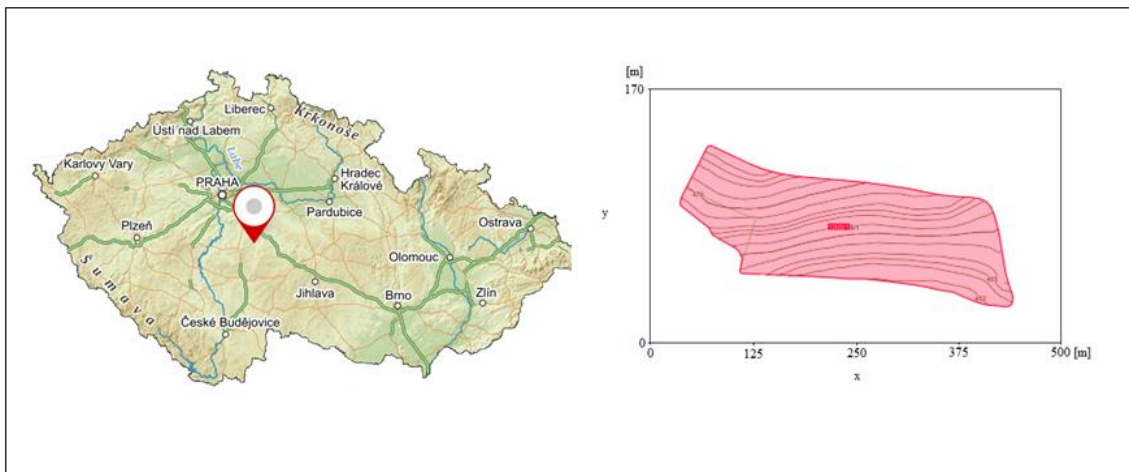 Liberec
Krkonoše
Ústí nad Labem
Labe
Karlovy Vary
PRAHA
Hradec
Králové
Pardubice
Plzeň
Ostrava
Olomouc
Šumava
Jihlava
Brno
Zlín
České Budějovice
[m]
170
y
0
0 125 250 375 500 [m]
x